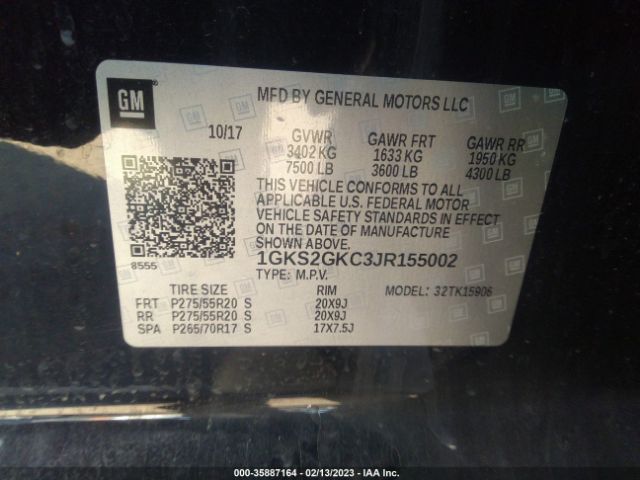 GM
MFD BY GENERAL MOTORS LLC
10/17 GVWR GAWR FRT GAWR RR
3402 KG 1633 KG 1950 KG
7500 LB 3600 LB 4300 LB
THIS VEHICLE CONFORMS TO ALL
APPLICABLE U.S. FEDERAL MOTOR
VEHICLE SAFETY STANDARDS IN EFFECT
ON THE DATE OF MANUFACTURE
SHOWN ABOVE.
8555 1GKS2GKC3JR155002
TYPE: M.P.V.
TIRE SIZE RIM MODEL: 32TK15906
FRT P275/55R20 S 20X9J
RR P275/55R20 S 20X9J
SPA P265/70R17 S 17X7.5J
000-35887164 - 02/13/2023 - IAA Inc.